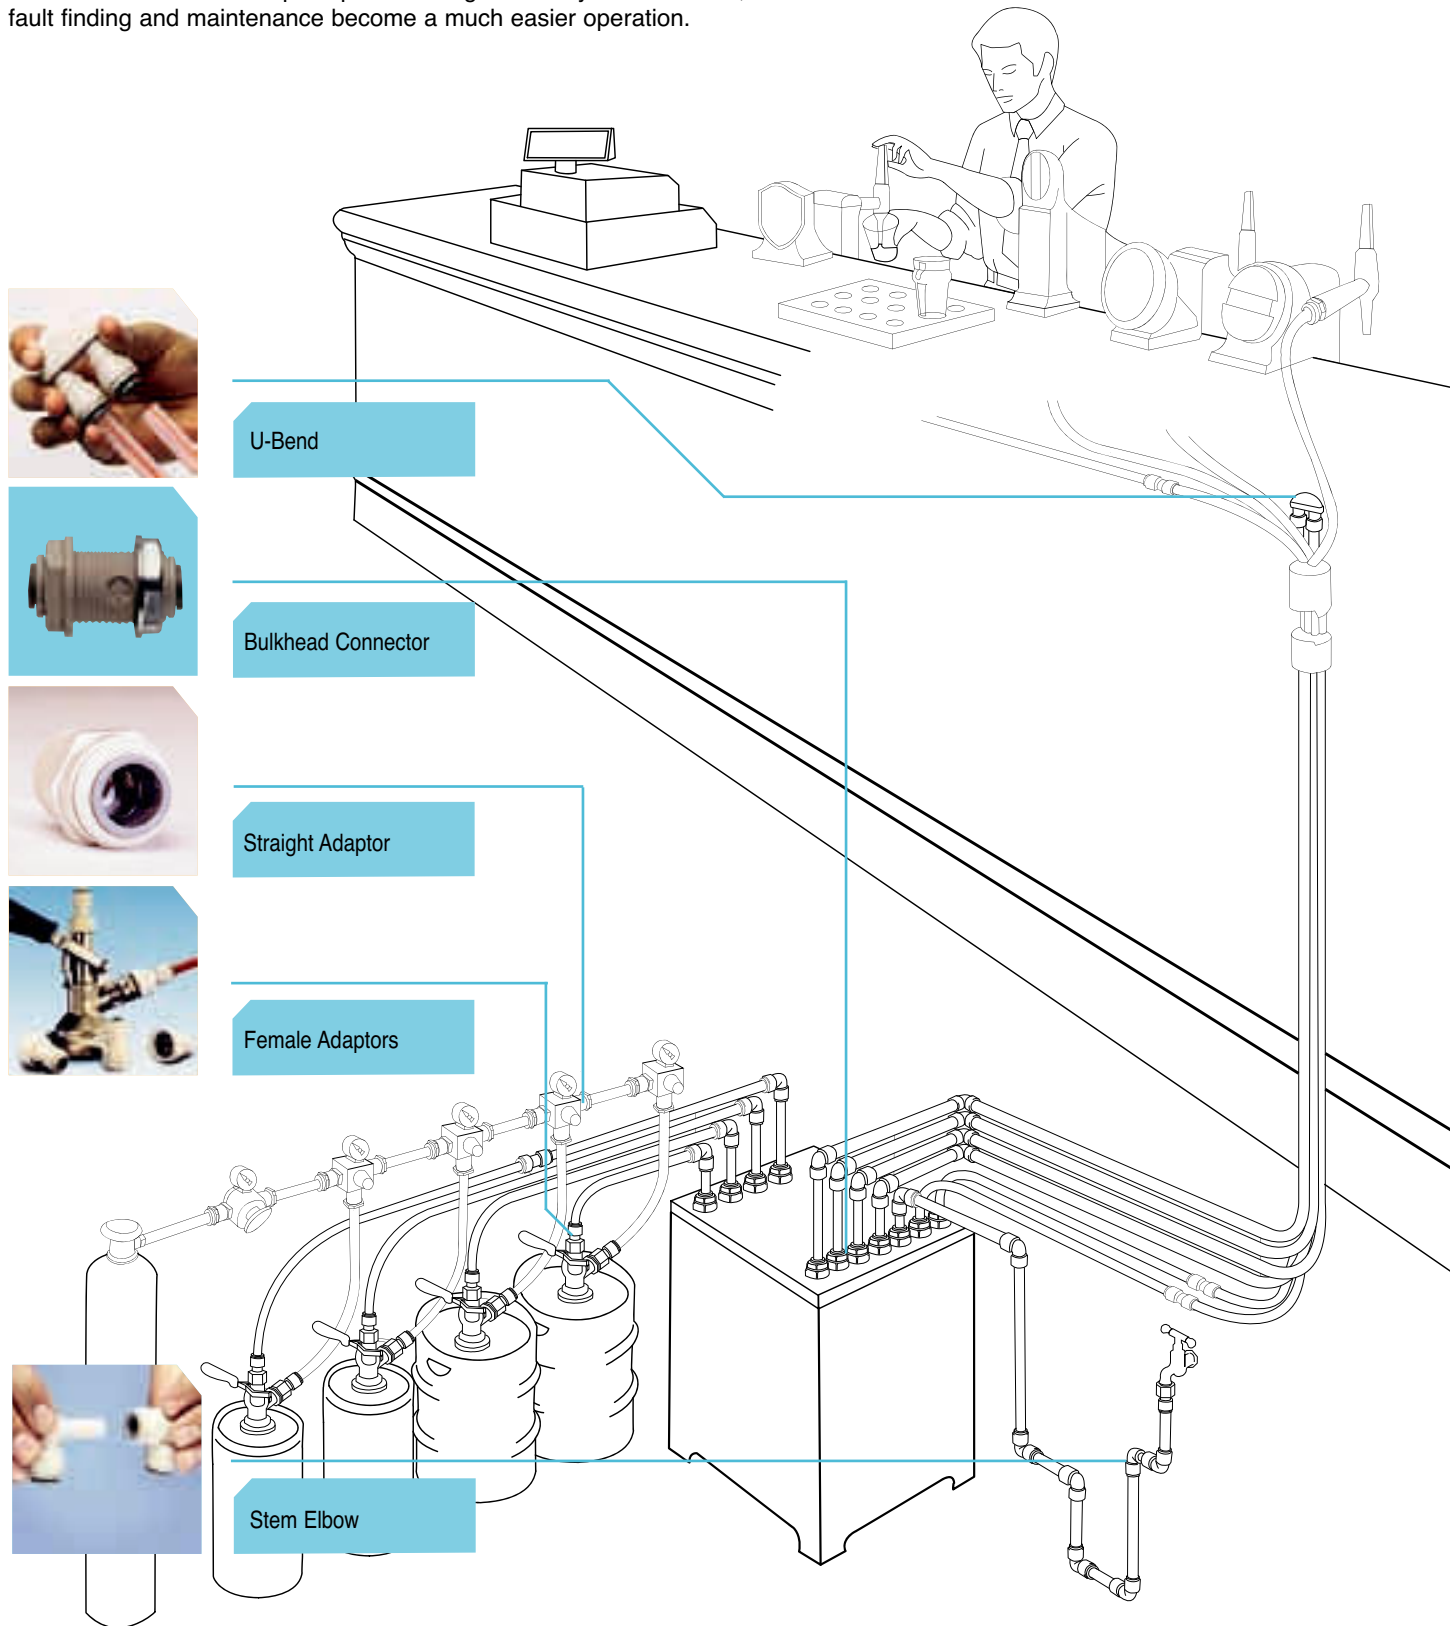 fault finding and maintenance become a much easier operation.
U-Bend
Bulkhead Connector
Straight Adaptor
Female Adaptors
Stem Elbow